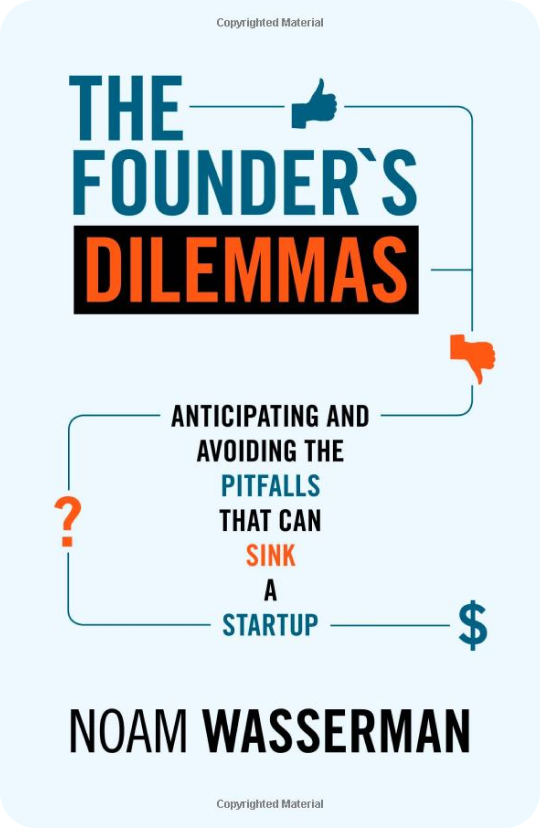 Copyrighted Material
THE
FOUNDER`S
DILEMMAS
ANTICIPATING AND
AVOIDING THE
PITFALLS
THAT CAN
SINK
A
?
STARTUP
$
NOAM WASSERMAN
Copyrighted Material